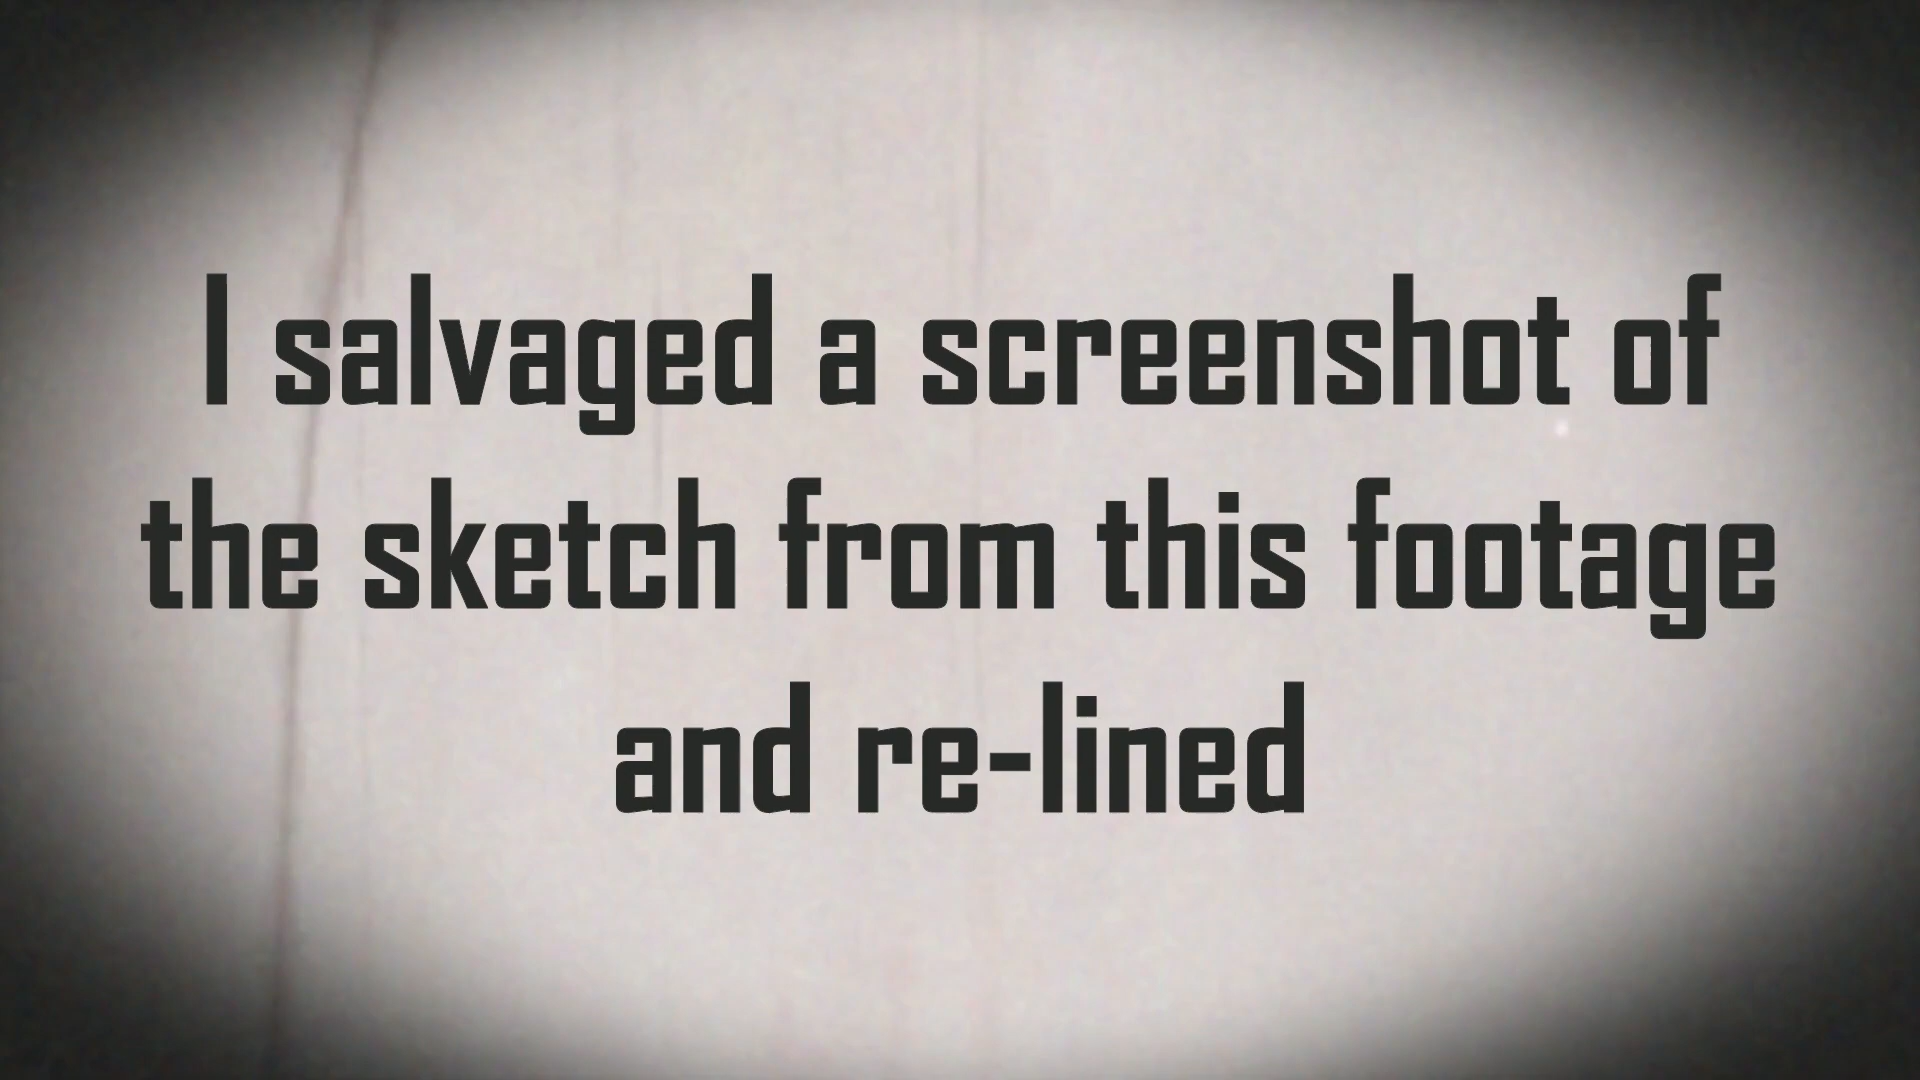 I salvaged a screenshot of
the sketch from this footage
and re-lined